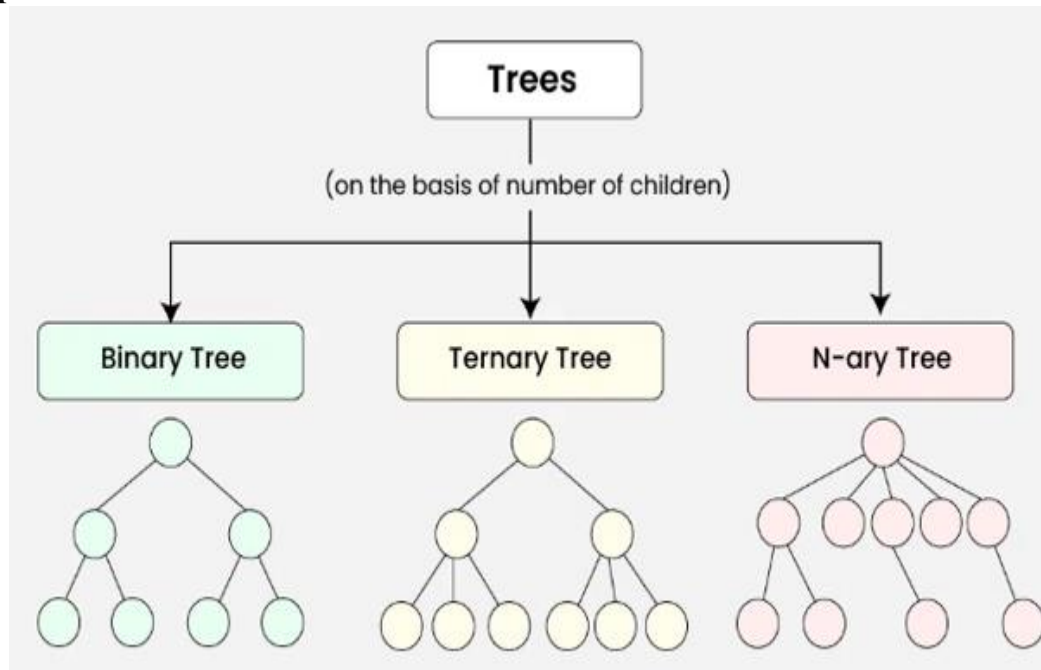 Trees
(on the basis of number of children)
Binary Tree
Ternary Tree
N-ary Tree